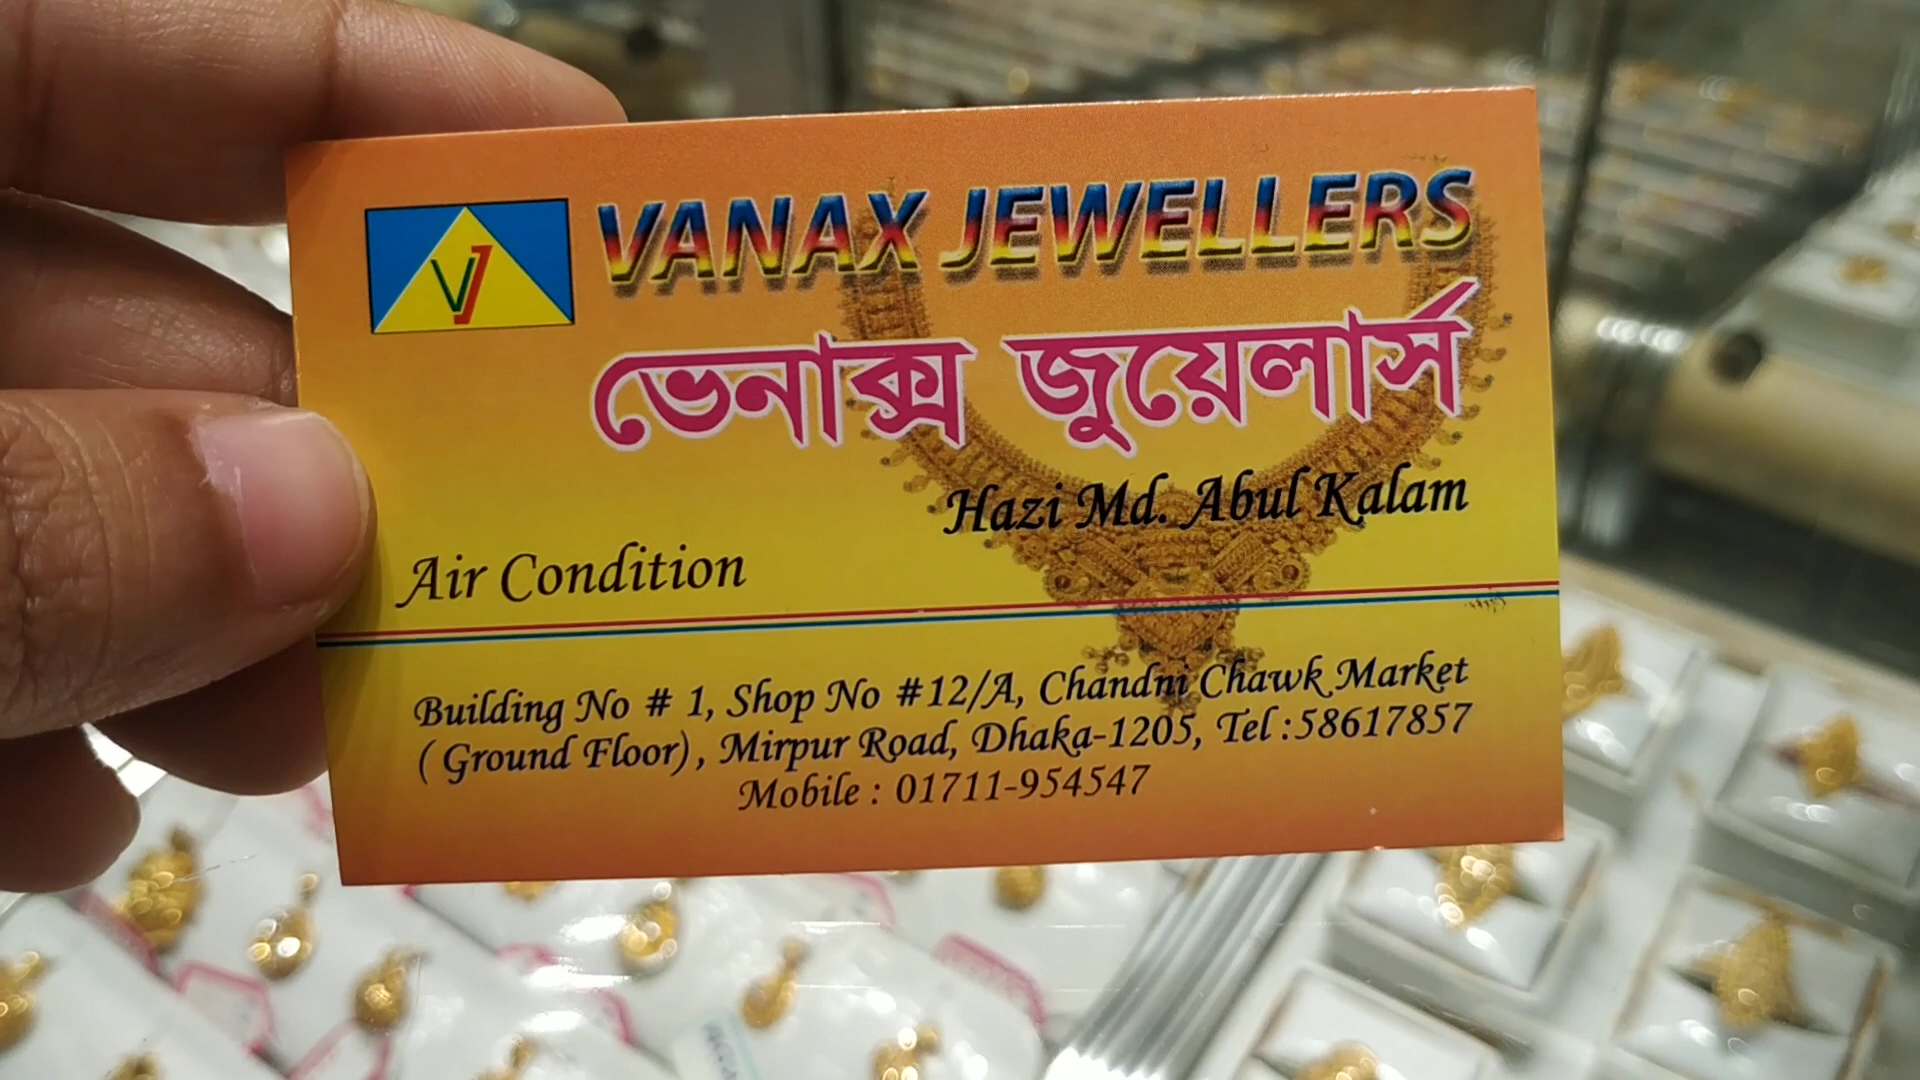 VJ
VANAX JEWELLERS
ভেনাক্স জুয়েলার্স
Hazi Md. Abul Kalam
Air Condition
Building No # 1, Shop No #12/A, Chandni Chawk Market
( Ground Floor) , Mirpur Road, Dhaka-1205, Tel :58617857
Mobile : 01711-954547